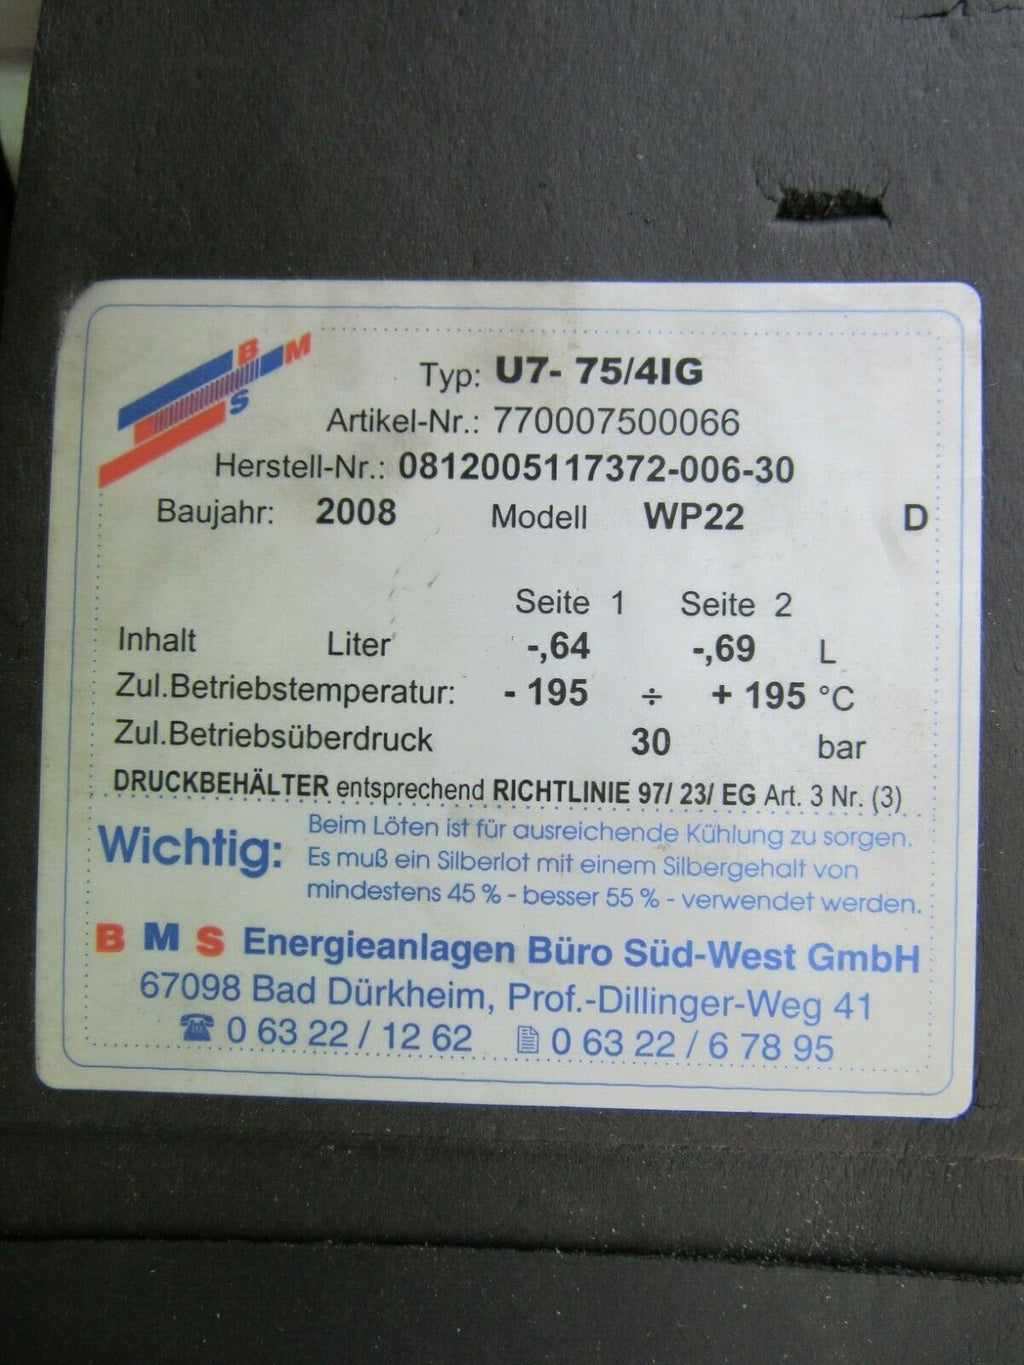 B M S
Typ: U7- 75/4IG
Artikel-Nr.: 770007500066
Herstell-Nr.: 0812005117372-006-30
Baujahr: 2008 Modell WP22 D
Seite 1 Seite 2
Inhalt Liter -,64 -,69 L
Zul.Betriebstemperatur: - 195 ÷ + 195 °C
Zul.Betriebsüberdruck 30 bar
DRUCKBEHÄLTER entsprechend RICHTLINIE 97/ 23/ EG Art. 3 Nr. (3)
Wichtig: Beim Löten ist für ausreichende Kühlung zu sorgen.
Es muß ein Silberlot mit einem Silbergehalt von
mindestens 45 % - besser 55 % - verwendet werden.
B M S Energieanlagen Büro Süd-West GmbH
67098 Bad Dürkheim, Prof.-Dillinger-Weg 41
0 63 22 / 12 62 0 63 22 / 6 78 95